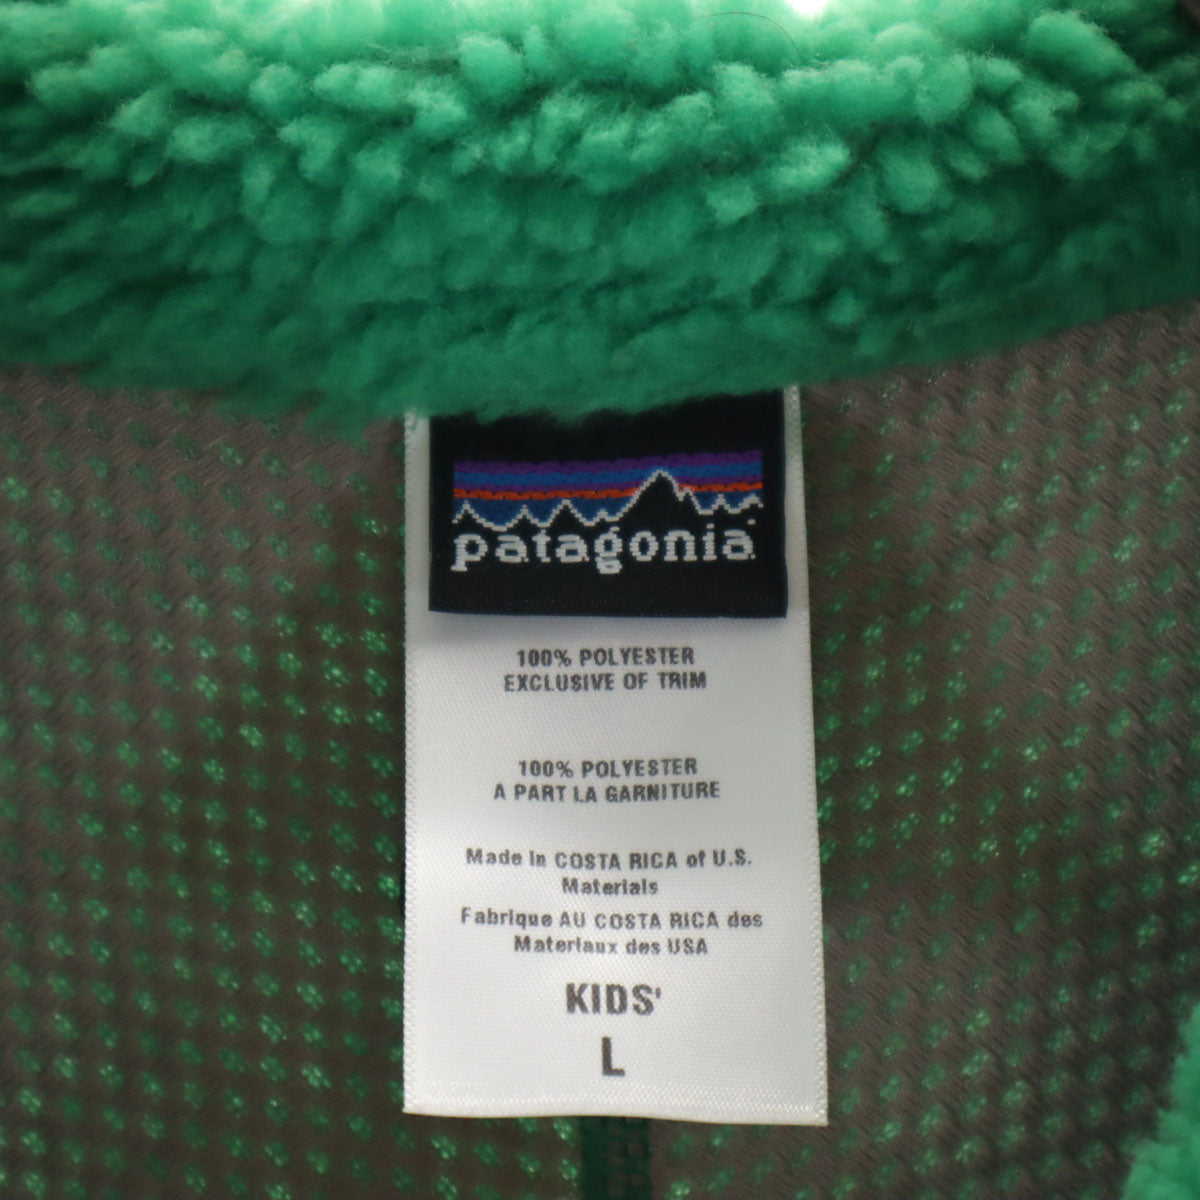 patagonia
100% POLYESTER
EXCLUSIVE OF TRIM
100% POLYESTER
A PART LA GARNITURE
Made in COSTA RICA of U.S.
Materials
Fabrique AU COSTA RICA des
Materiaux des USA
KIDS'
L